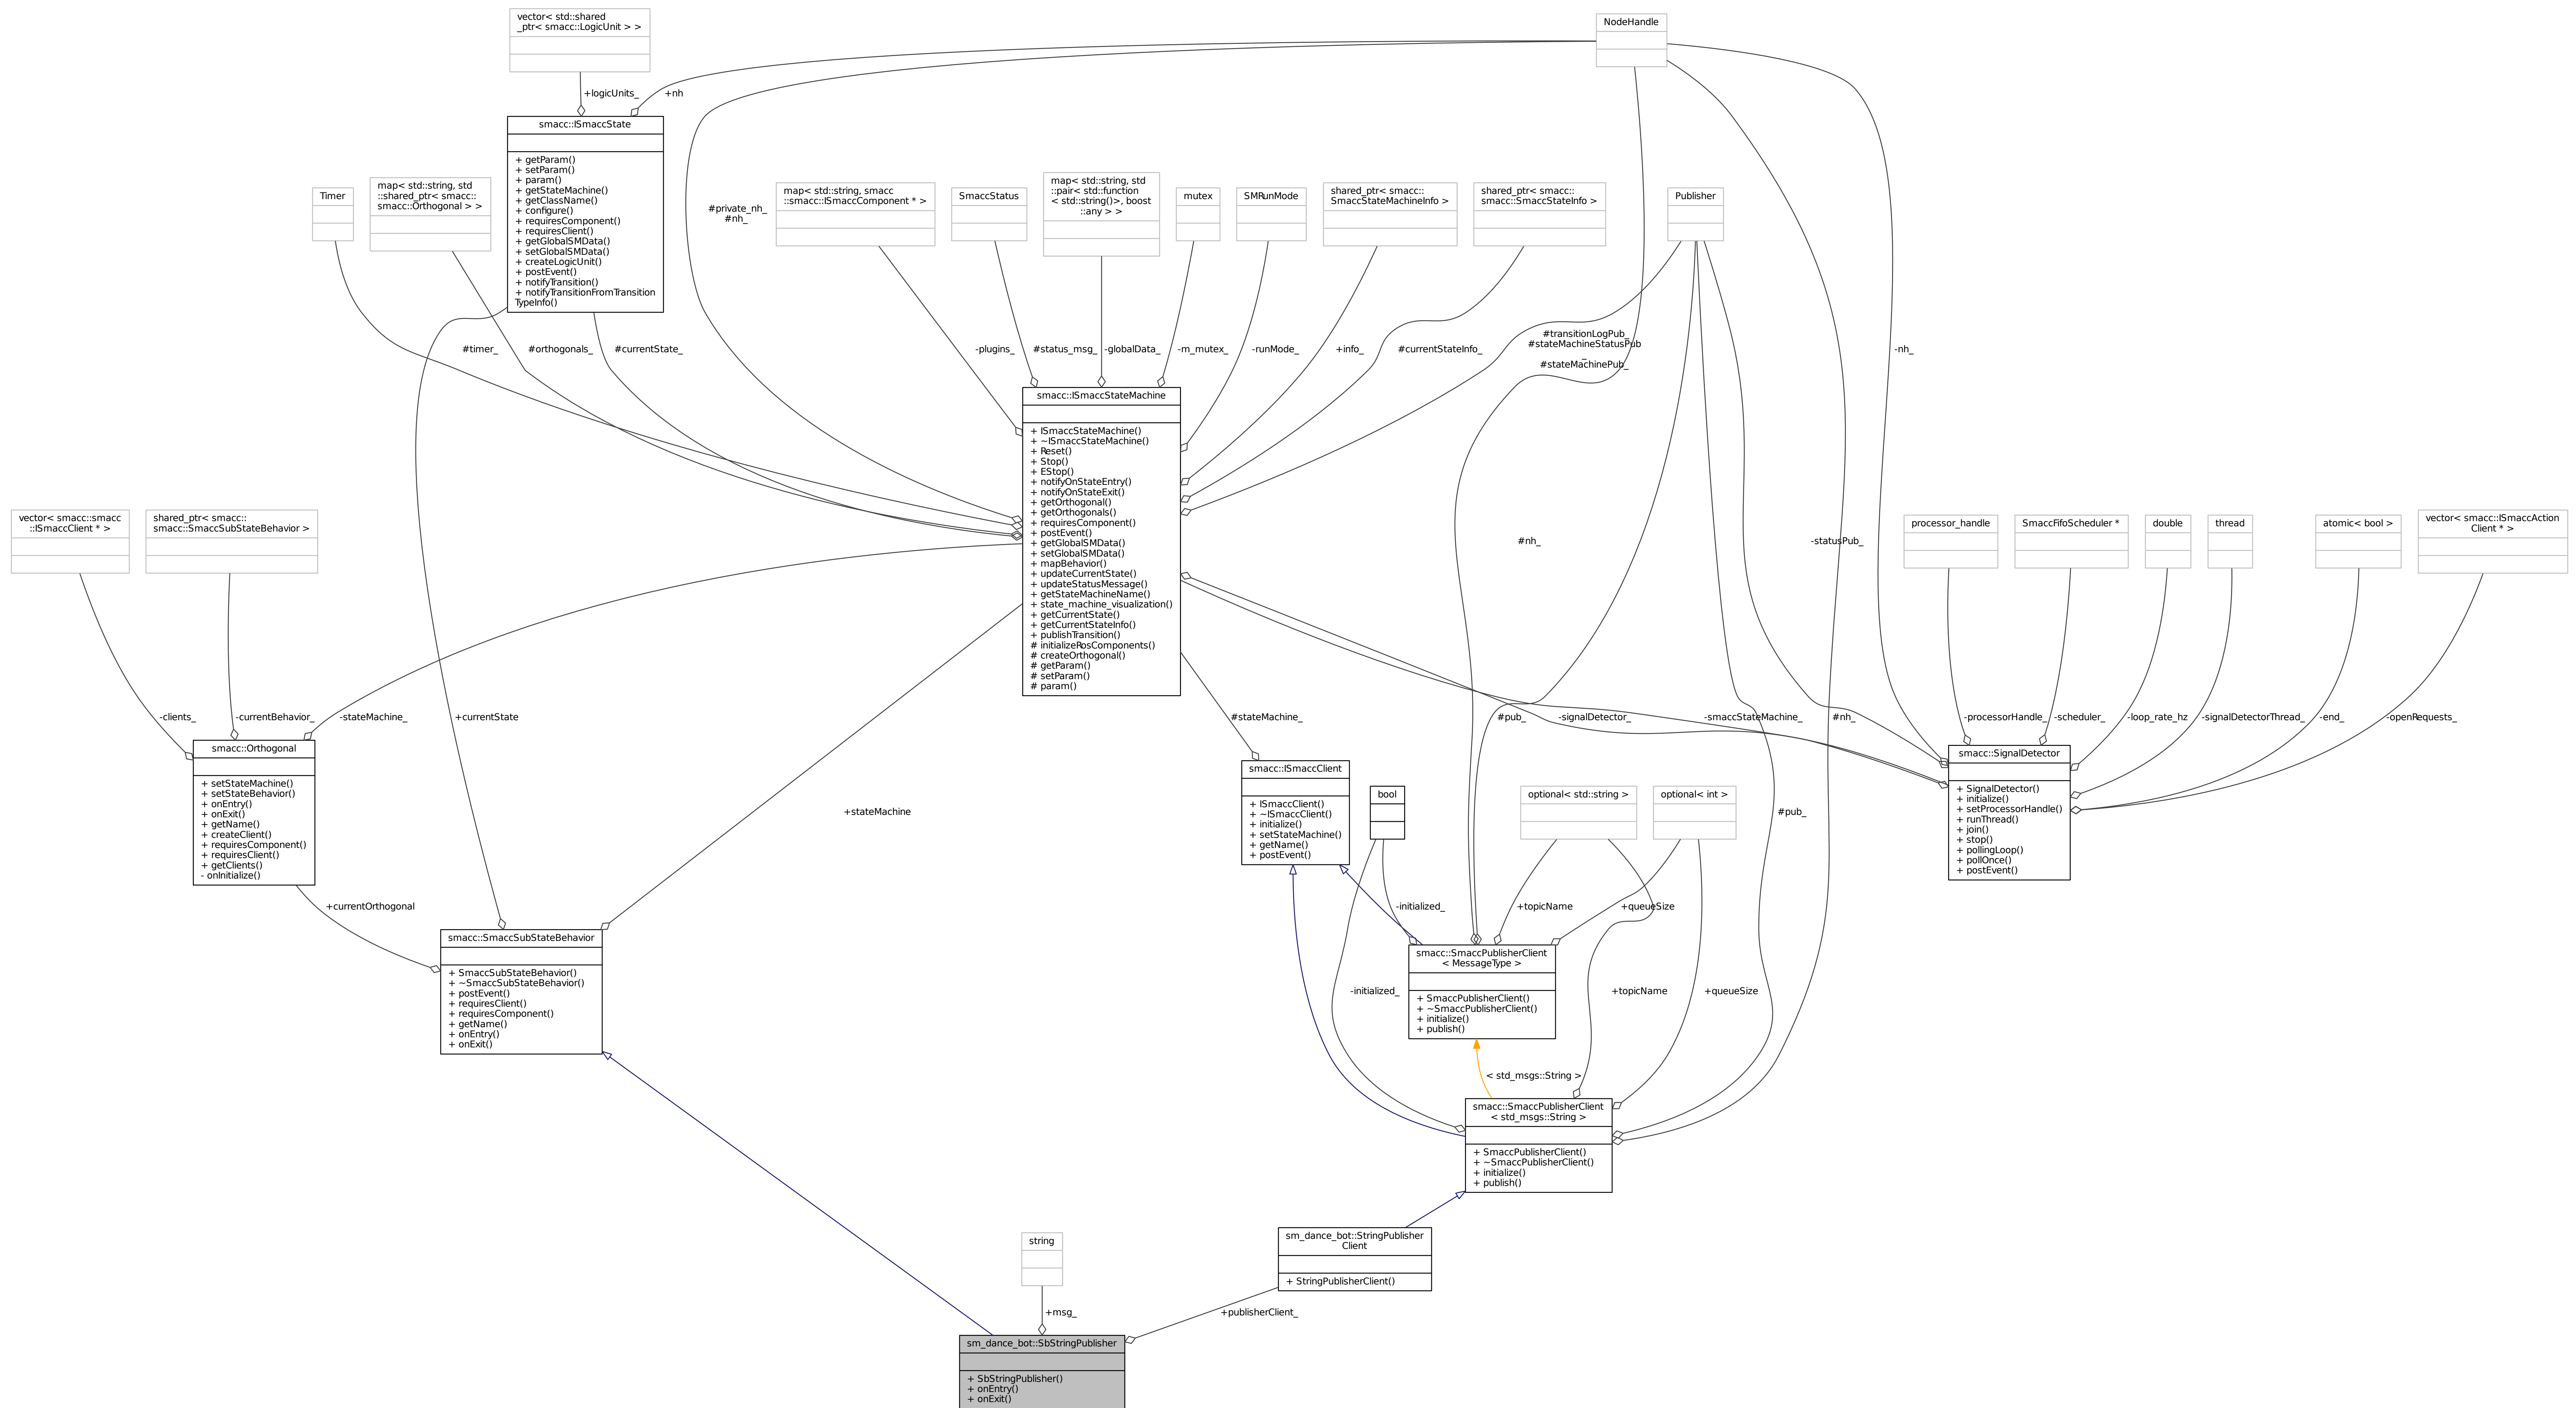 vector< std::shared
_ptr< smacc::LogicUnit > >
NodeHandle
+logicUnits_
+nh
smacc::ISmaccState
+ getParam()
+ setParam()
+ param()
+ getStateMachine()
+ getClassName()
+ configure()
+ requiresComponent()
+ requiresClient()
+ getGlobalSMData()
+ setGlobalSMData()
+ createLogicUnit()
+ postEvent()
+ notifyTransition()
+ notifyTransitionFromTransition
TypeInfo()
Timer
map< std::string, std
::shared_ptr< smacc::
smacc::Orthogonal > >
#private_nh_
#nh_
map< std::string, smacc
::smacc::ISmaccComponent * >
SmaccStatus
map< std::string, std
::pair< std::function
< std::string()>, boost
::any > >
mutex
SMRunMode
shared_ptr< smacc::
SmaccStateMachineInfo >
shared_ptr< smacc::
smacc::SmaccStateInfo >
Publisher
#timer_
#orthogonals_
#currentState_
-plugins_
#status_msg_
-globalData_
-m_mutex_
-runMode_
+info_
#currentStateInfo_
#transitionLogPub_
#stateMachineStatusPub
_
#stateMachinePub_
-nh_
smacc::ISmaccStateMachine
+ ISmaccStateMachine()
+ ~ISmaccStateMachine()
+ Reset()
+ Stop()
+ EStop()
+ notifyOnStateEntry()
+ notifyOnStateExit()
+ getOrthogonal()
+ getOrthogonals()
+ requiresComponent()
+ postEvent()
+ getGlobalSMData()
+ setGlobalSMData()
+ mapBehavior()
+ updateCurrentState()
+ updateStatusMessage()
+ getStateMachineName()
+ state_machine_visualization()
+ getCurrentState()
+ getCurrentStateInfo()
+ publishTransition()
# initializeRosComponents()
# createOrthogonal()
# getParam()
# setParam()
# param()
vector< smacc::smacc
::ISmaccClient * >
shared_ptr< smacc::
smacc::SmaccSubStateBehavior >
#nh_
-statusPub_
processor_handle
SmaccFifoScheduler *
double
thread
atomic< bool >
vector< smacc::ISmaccAction
Client * >
-clients_
-currentBehavior_
-stateMachine_
+currentState
#stateMachine_
#pub_
-signalDetector_
-smaccStateMachine_
#nh_
-processorHandle_
-scheduler_
-loop_rate_hz
-signalDetectorThread_
-end_
-openRequests_
smacc::Orthogonal
+ setStateMachine()
+ setStateBehavior()
+ onEntry()
+ onExit()
+ getName()
+ createClient()
+ requiresComponent()
+ requiresClient()
+ getClients()
- onInitialize()
+stateMachine
smacc::ISmaccClient
+ ISmaccClient()
+ ~ISmaccClient()
+ initialize()
+ setStateMachine()
+ getName()
+ postEvent()
bool
optional< std::string >
optional< int >
#pub_
smacc::SignalDetector
+ SignalDetector()
+ initialize()
+ setProcessorHandle()
+ runThread()
+ join()
+ stop()
+ pollingLoop()
+ pollOnce()
+ postEvent()
+currentOrthogonal
-initialized_
+topicName
+queueSize
smacc::SmaccSubStateBehavior
+ SmaccSubStateBehavior()
+ ~SmaccSubStateBehavior()
+ postEvent()
+ requiresClient()
+ requiresComponent()
+ getName()
+ onEntry()
+ onExit()
smacc::SmaccPublisherClient
< MessageType >
+ SmaccPublisherClient()
+ ~SmaccPublisherClient()
+ initialize()
+ publish()
-initialized_
+topicName
+queueSize
< std_msgs::String >
smacc::SmaccPublisherClient
< std_msgs::String >
+ SmaccPublisherClient()
+ ~SmaccPublisherClient()
+ initialize()
+ publish()
string
sm_dance_bot::StringPublisher
Client
+ StringPublisherClient()
+msg_
+publisherClient_
sm_dance_bot::SbStringPublisher
+ SbStringPublisher()
+ onEntry()
+ onExit()